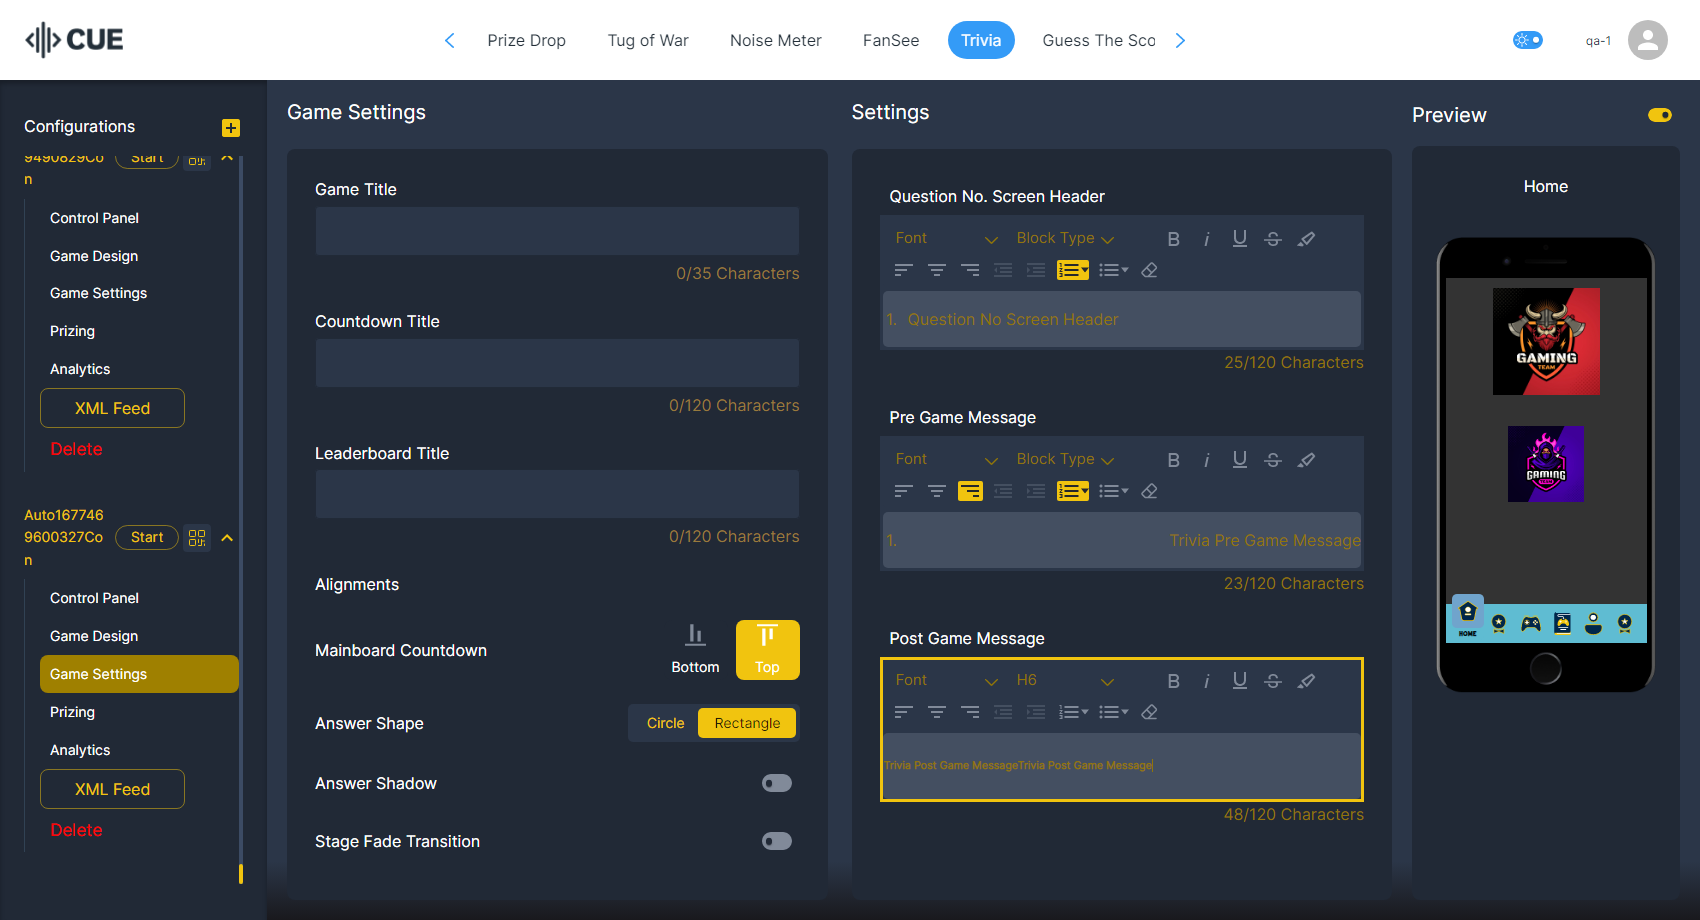 CUE
Prize Drop
Tug of War
Noise Meter
FanSee
Trivia
Guess The Sco
qa-1
Configurations
9490829Co
n
Start
Control Panel
Game Design
Game Settings
Prizing
Analytics
XML Feed
Delete
Auto167746
9600327Co
n
Start
Control Panel
Game Design
Game Settings
Prizing
Analytics
XML Feed
Delete
Game Settings
Game Title
0/35 Characters
Countdown Title
0/120 Characters
Leaderboard Title
0/120 Characters
Alignments
Mainboard Countdown
Bottom
Top
Answer Shape
Circle
Rectangle
Answer Shadow
Stage Fade Transition
Settings
Question No. Screen Header
Font
Block Type
B
i
U
S
1. Question No Screen Header
25/120 Characters
Pre Game Message
Font
Block Type
B
i
U
S
1. Trivia Pre Game Message
23/120 Characters
Post Game Message
Font
H6
B
i
U
S
Trivia Post Game MessageTrivia Post Game Message
48/120 Characters
Preview
Home
GAMING
TEAM
GAMING
TEAM
HOME